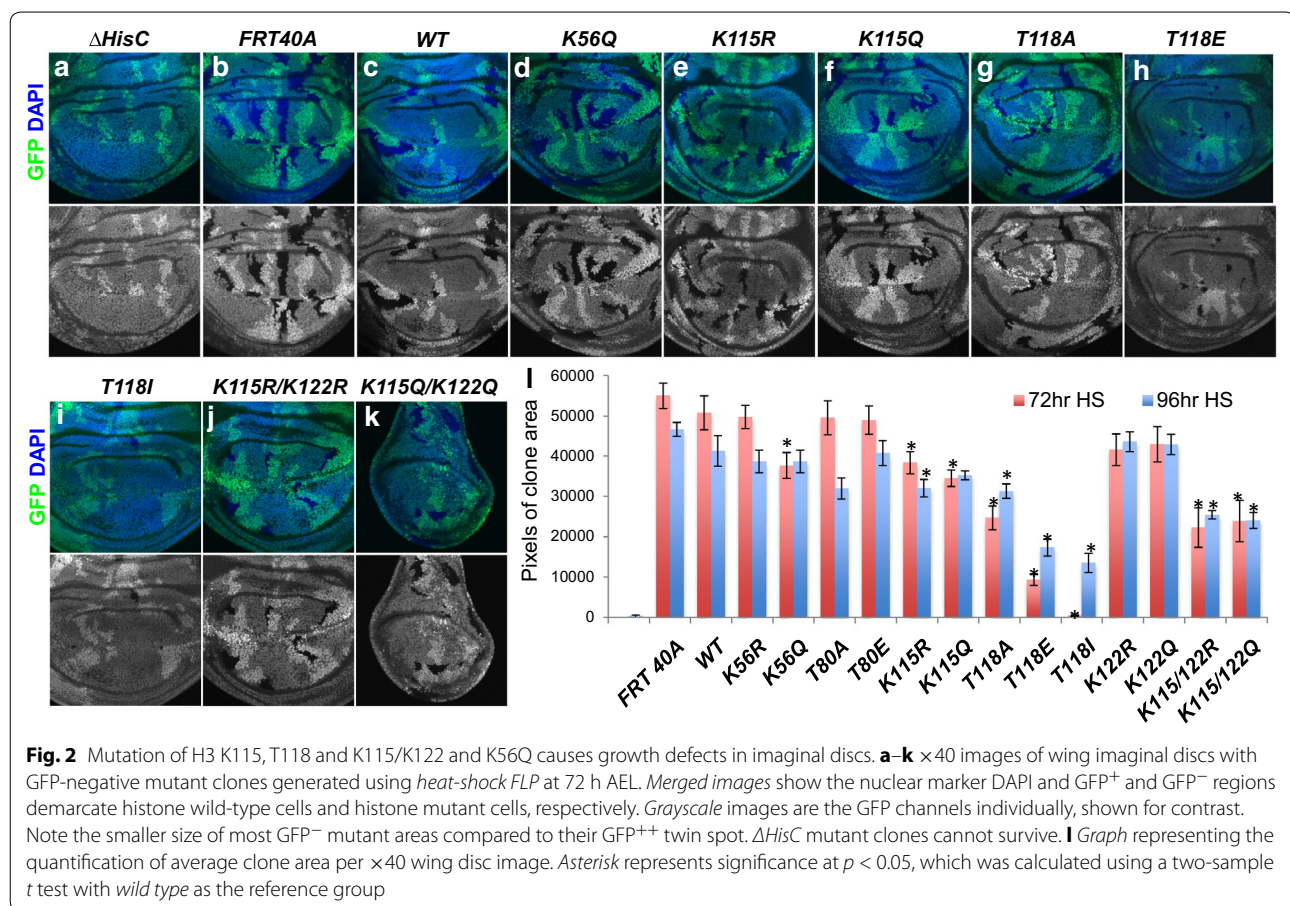 ΔHisC FRT40A WT K56Q K115R K115Q T118A T118E
a b c d e f g h
GFP DAPI
T118I K115R/K122R K115Q/K122Q
i j k
GFP DAPI
l
Pixels of clone area
60000
50000
40000
30000
20000
10000
0
72hr HS 96hr HS
* * * * * * * * * * * * * *
FRT 40A WT K56R K56Q T80A T80E K115R K115Q T118A T118E T118I K122R K122Q K115/122R K115/122Q
Fig. 2 Mutation of H3 K115, T118 and K115/K122 and K56Q causes growth defects in imaginal discs. a–k ×40 images of wing imaginal discs with
GFP-negative mutant clones generated using heat-shock FLP at 72 h AEL. Merged images show the nuclear marker DAPI and GFP+ and GFP− regions
demarcate histone wild-type cells and histone mutant cells, respectively. Grayscale images are the GFP channels individually, shown for contrast.
Note the smaller size of most GFP− mutant areas compared to their GFP++ twin spot. ΔHisC mutant clones cannot survive. l Graph representing the
quantification of average clone area per ×40 wing disc image. Asterisk represents significance at p < 0.05, which was calculated using a two-sample
t test with wild type as the reference group